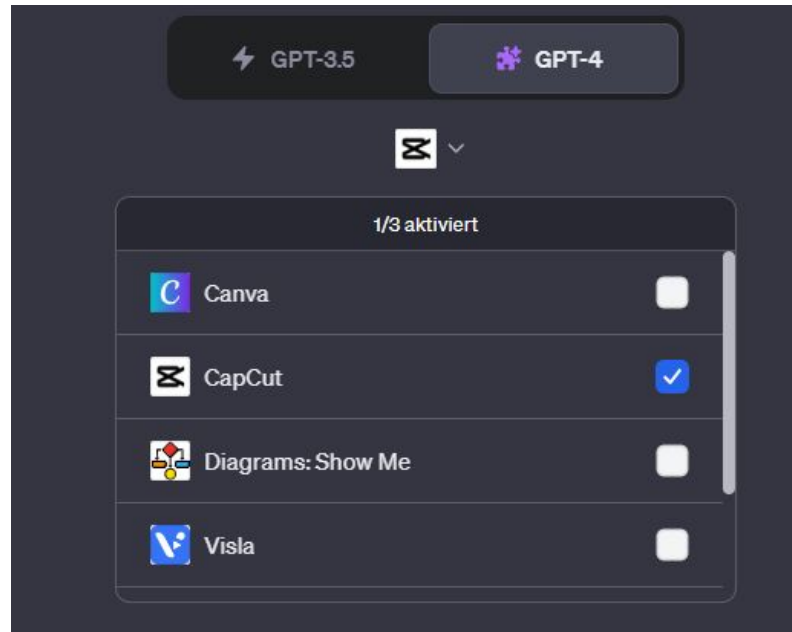 GPT-3.5 GPT-4
1/3 aktiviert
Canva
CapCut
Diagrams: Show Me
Visla